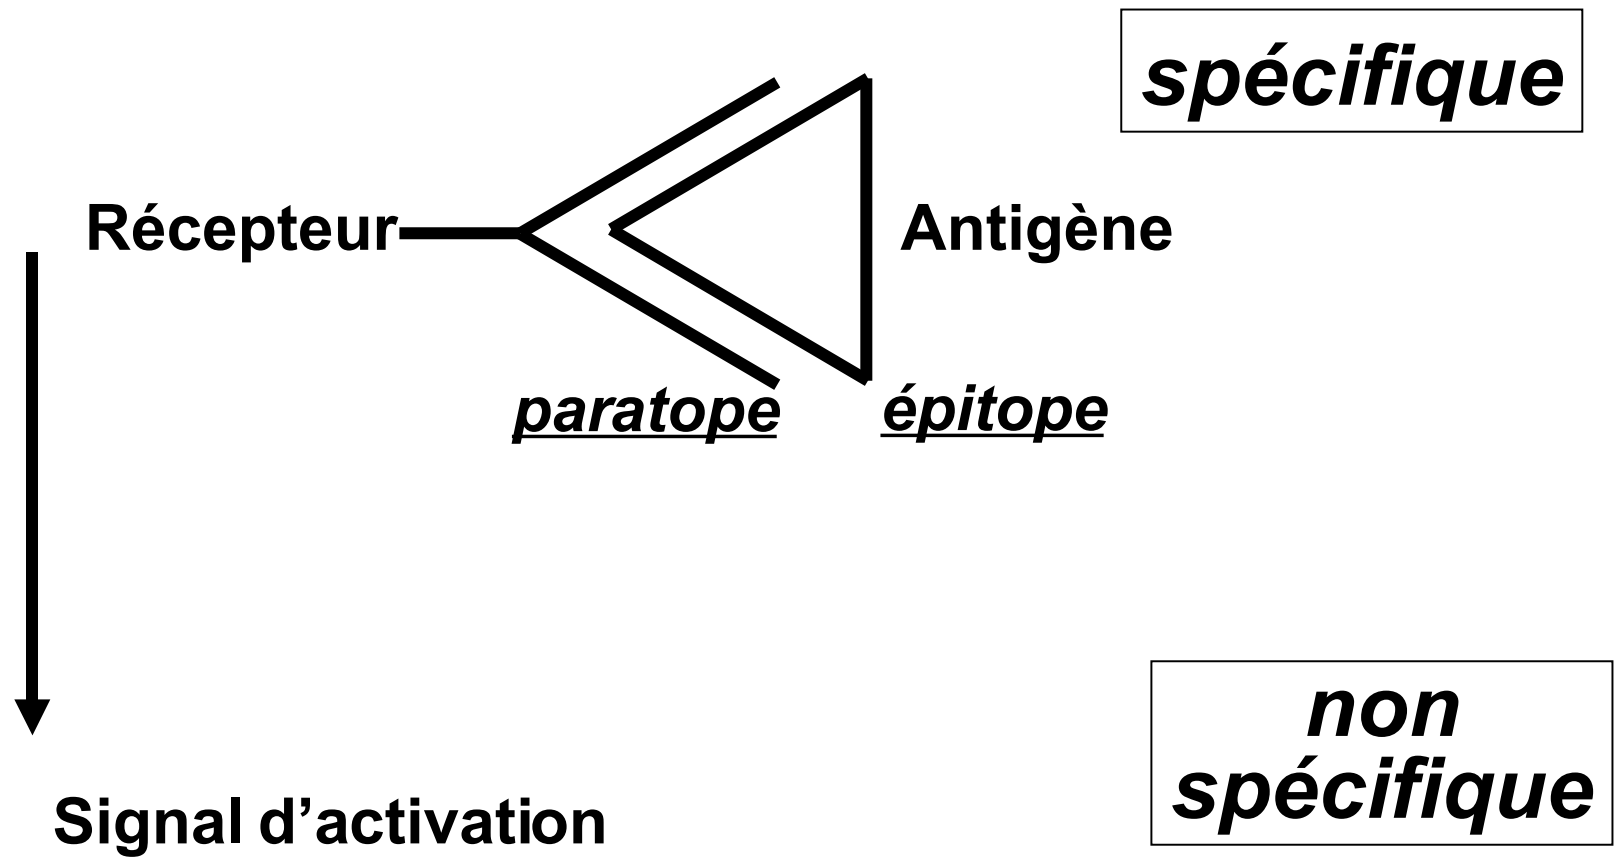 spécifique
Récepteur
Antigène
paratope
épitope
non
spécifique
Signal d’activation